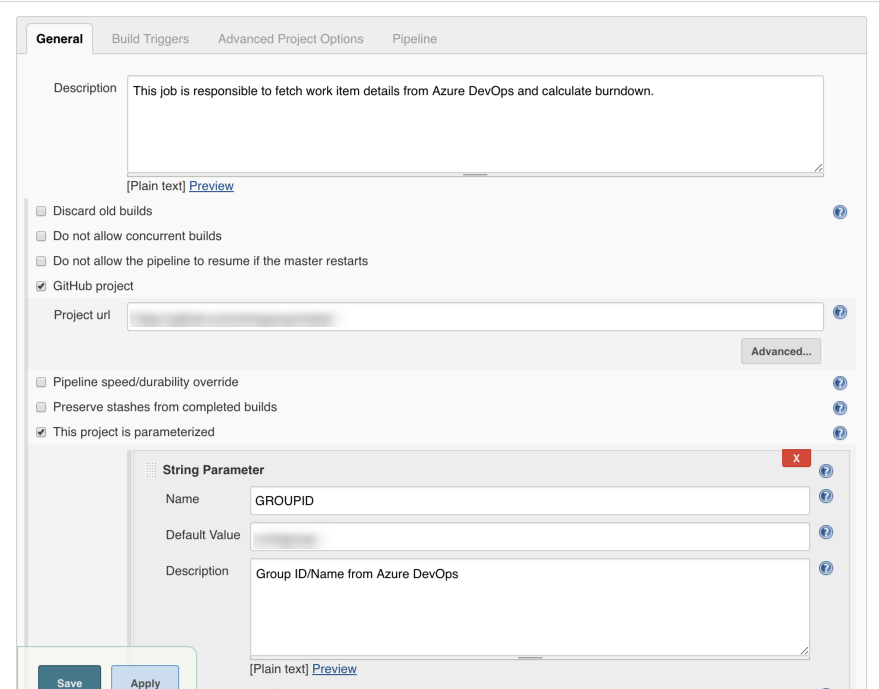 General Build Triggers Advanced Project Options Pipeline
Description This job is responsible to fetch work item details from Azure DevOps and calculate burndown.
[Plain text] Preview
Discard old builds
Do not allow concurrent builds
Do not allow the pipeline to resume if the master restarts
GitHub project
Project url
Advanced...
Pipeline speed/durability override
Preserve stashes from completed builds
This project is parameterized
X
String Parameter
Name GROUPID
Default Value
Description Group ID/Name from Azure DevOps
[Plain text] Preview
Save Apply